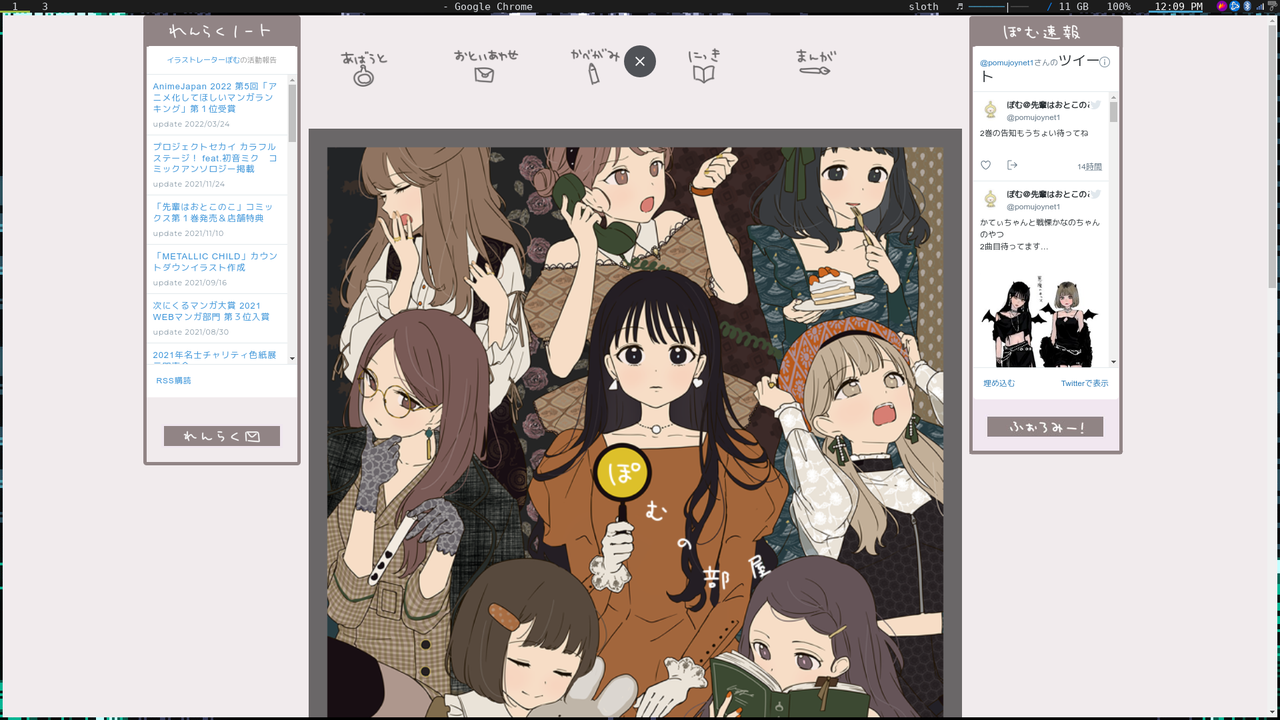 1 3 - Google Chrome sloth 11 GB 100% 12:09 PM
れんらくノート
イラストレーターぽむの活動報告
AnimeJapan 2022 第5回「ア
ニメ化してほしいマンガラン
キング」第１位受賞
update 2022/03/24
プロジェクトセカイ カラフル
ステージ！ feat.初音ミク コ
ミックアンソロジー掲載
update 2021/11/24
「先輩はおとこのこ」コミッ
クス第１巻発売＆店舗特典
update 2021/11/10
「METALLIC CHILD」カウン
トダウンイラスト作成
update 2021/09/16
次にくるマンガ大賞 2021
WEBマンガ部門 第３位入賞
update 2021/08/30
2021年名士チャリティ色紙展
RSS購読
れんらく
あばうと
おといあわせ
かべがみ
にっき
まんが
ぽ
む
の
部
屋
ぽむ速報
@pomujoynet1さんのツイー
ト
ぽむ@先輩はおとこのこ
@pomujoynet1
2巻の告知もうちょい待ってね
14時間
ぽむ@先輩はおとこのこ
@pomujoynet1
かてぃちゃんと戦慄かなのちゃん
のやつ
2曲目待ってます…
埋め込む
Twitterで表示
ふぉろみー!